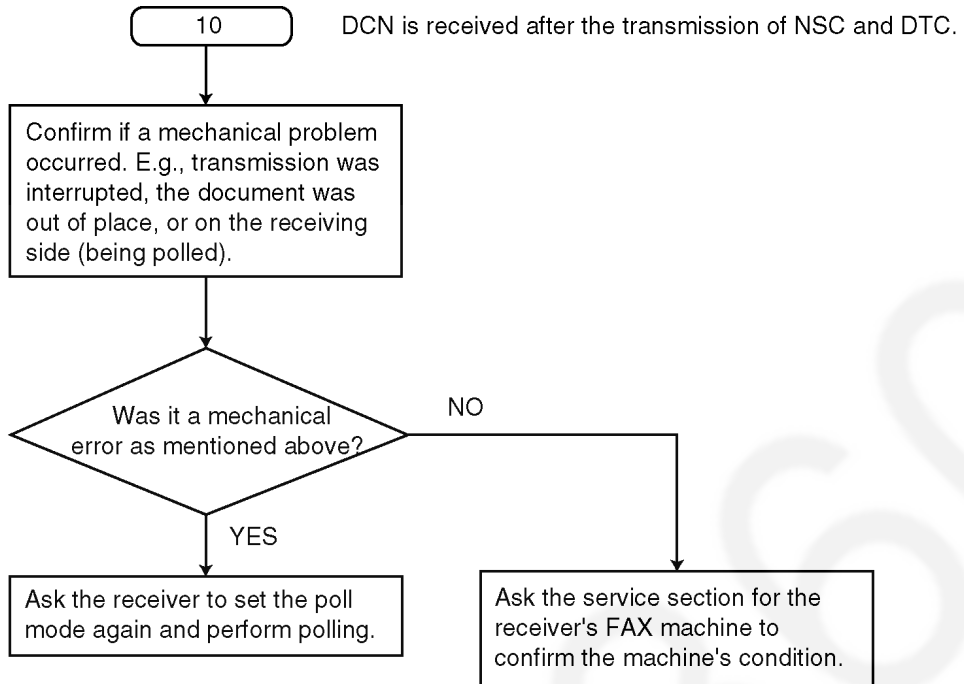 10
DCN is received after the transmission of NSC and DTC.
Confirm if a mechanical problem
occurred. E.g., transmission was
interrupted, the document was
out of place, or on the receiving
side (being polled).
Was it a mechanical
error as mentioned above?
NO
YES
Ask the receiver to set the poll
mode again and perform polling.
Ask the service section for the
receiver's FAX machine to
confirm the machine's condition.